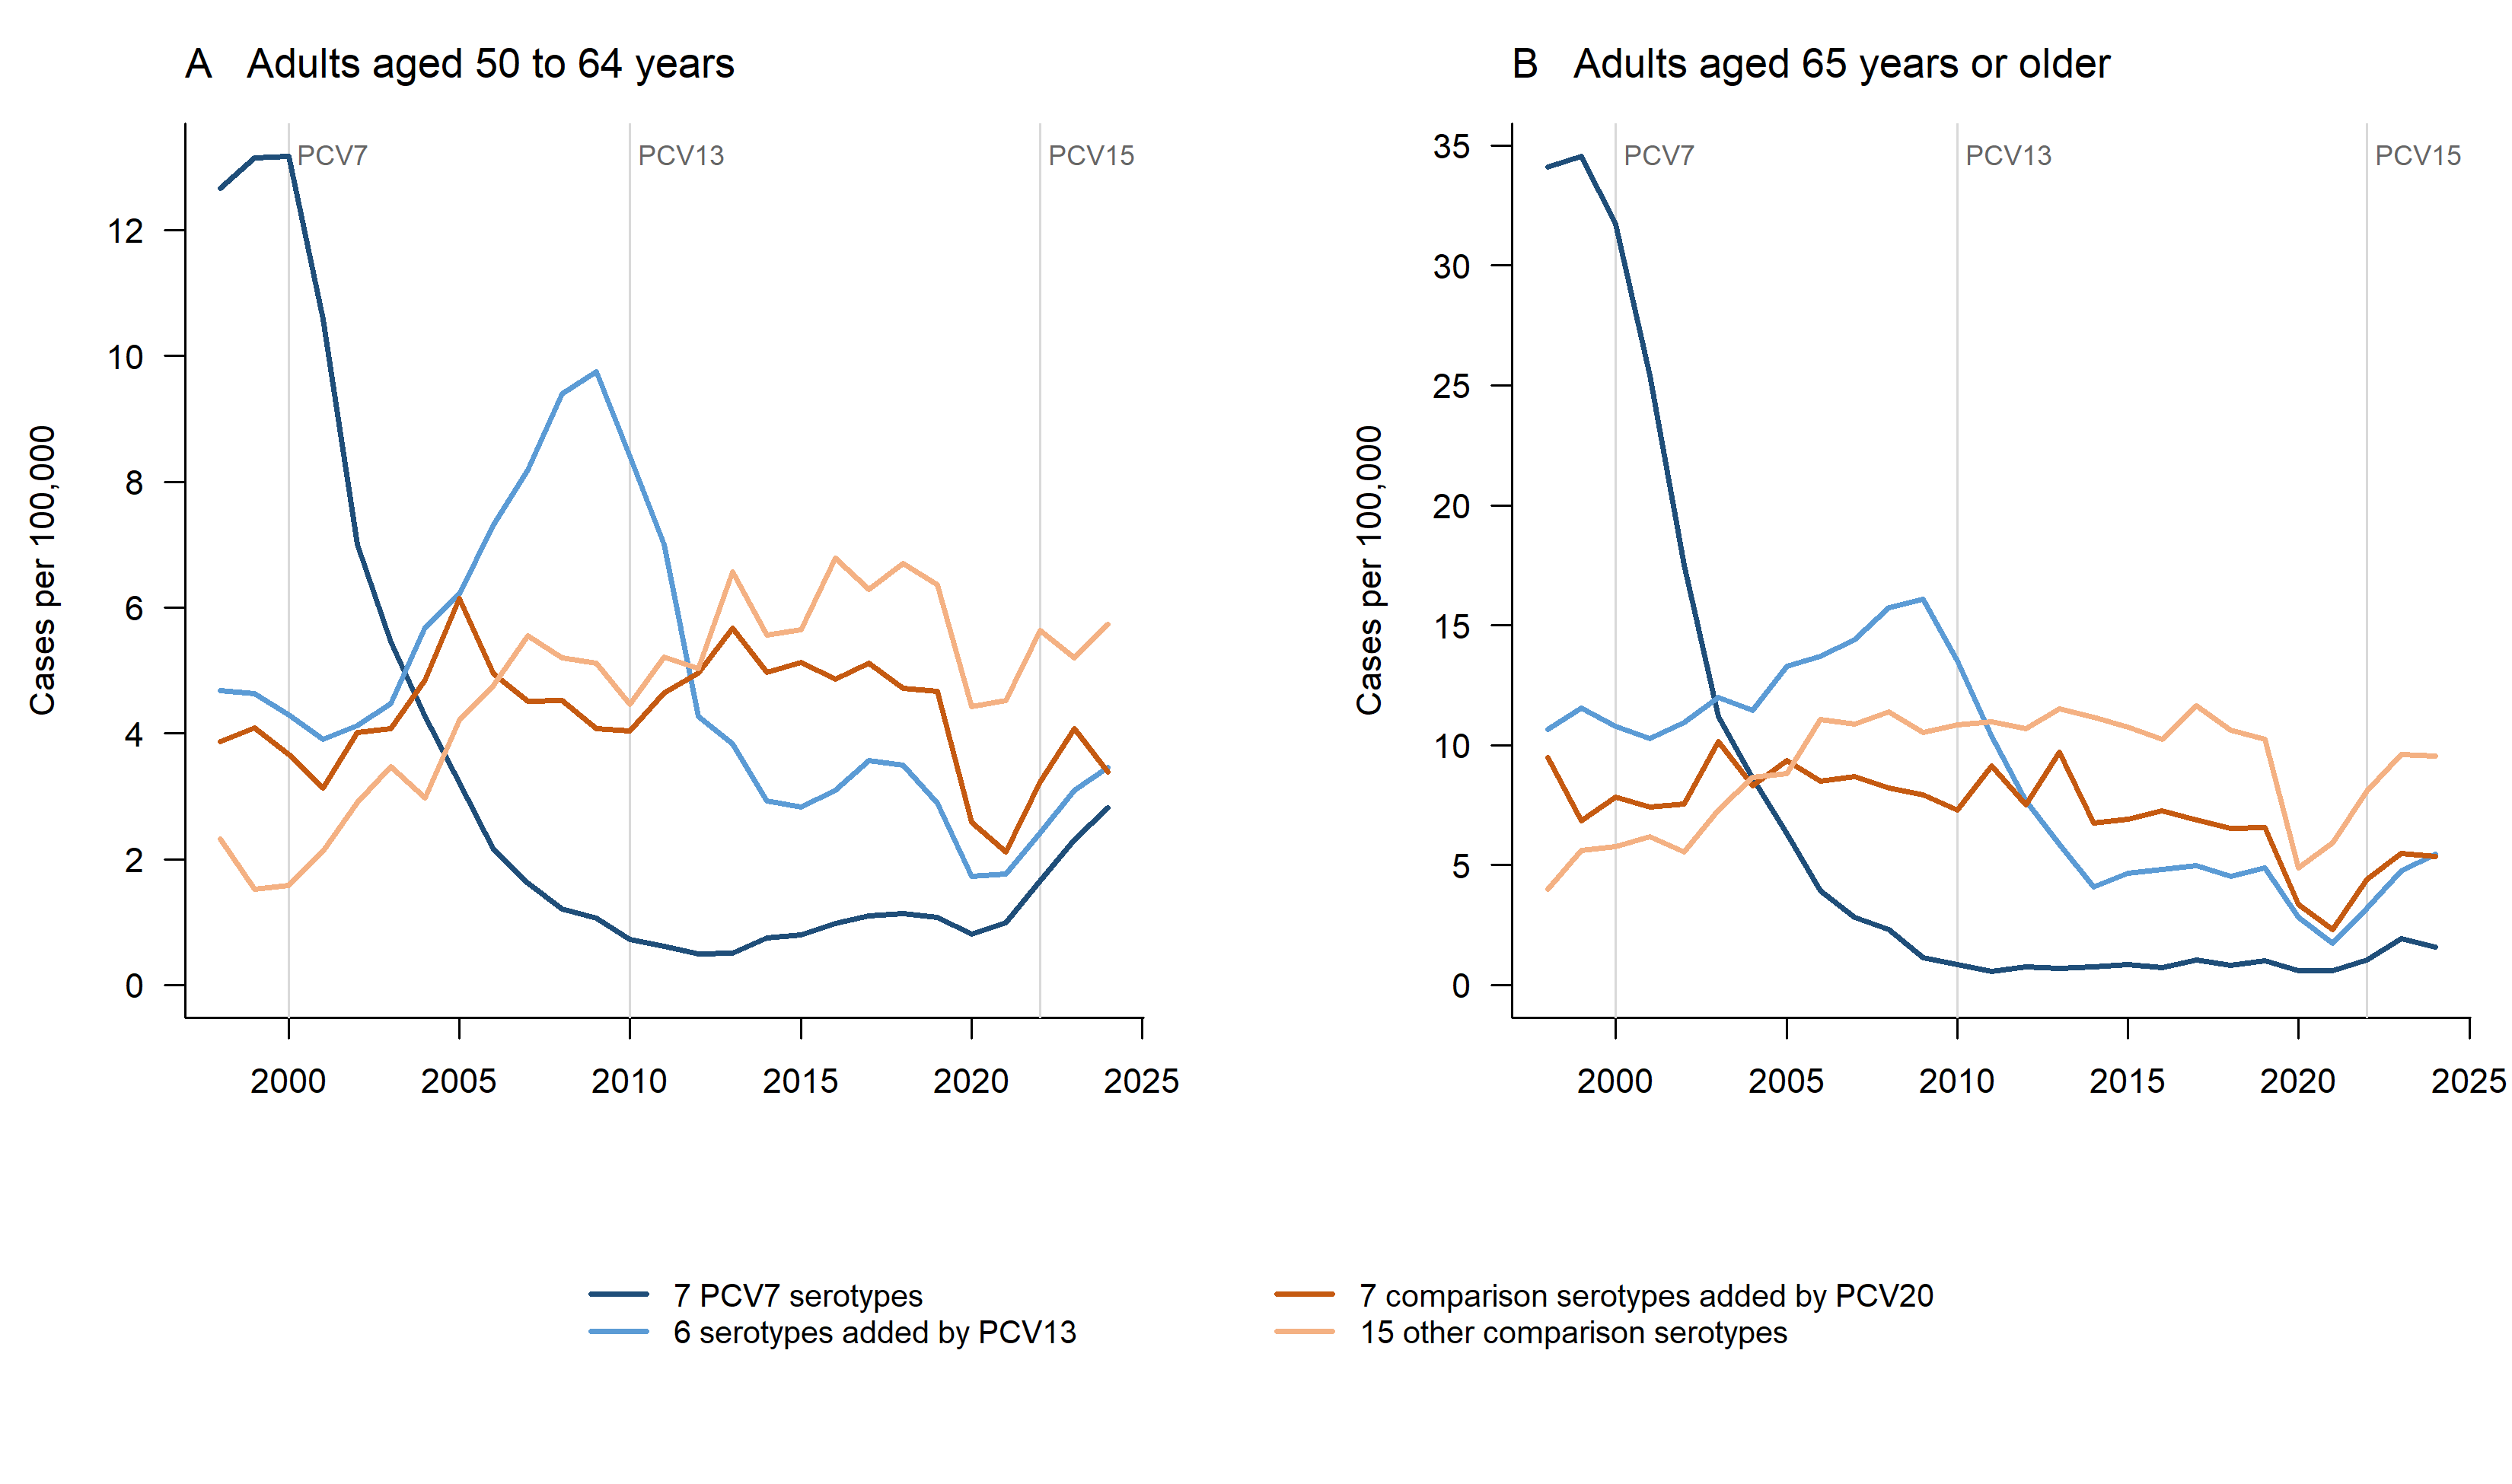 A Adults aged 50 to 64 years
PCV7 PCV13 PCV15
Cases per 100,000
12
10
8
6
4
2
0
2000 2005 2010 2015 2020 2025
B Adults aged 65 years or older
PCV7 PCV13 PCV15
Cases per 100,000
35
30
25
20
15
10
5
0
2000 2005 2010 2015 2020 2025
7 PCV7 serotypes
6 serotypes added by PCV13
7 comparison serotypes added by PCV20
15 other comparison serotypes